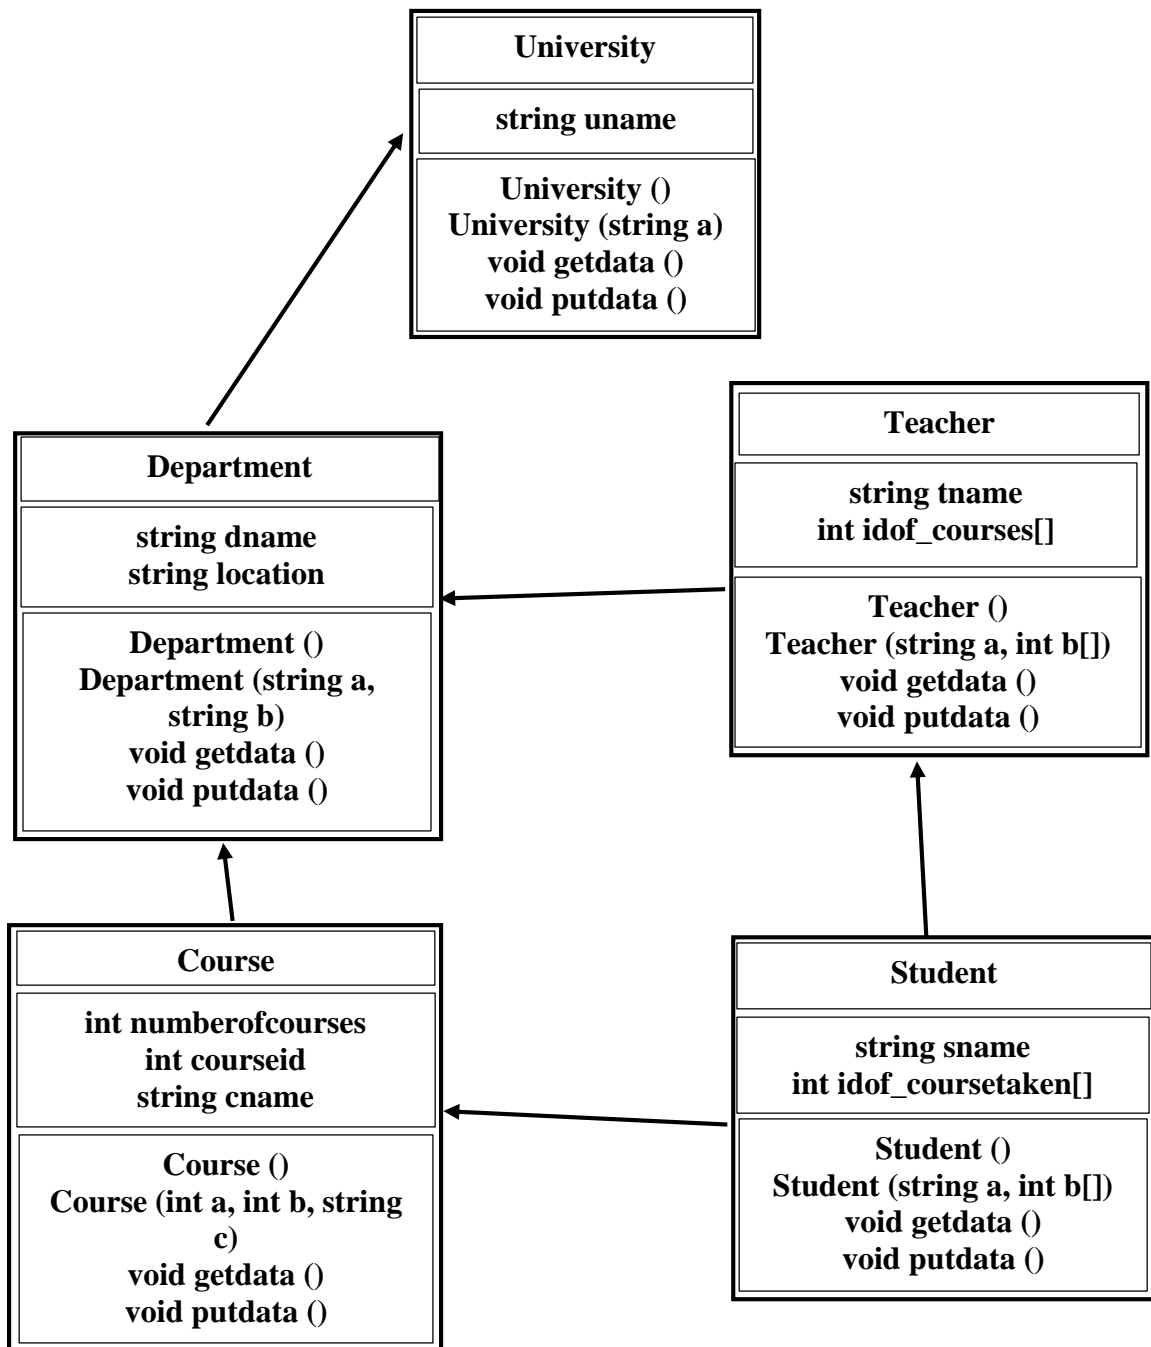 University
string uname
University ()
University (string a)
void getdata ()
void putdata ()
Department
string dname
string location
Department ()
Department (string a,
string b)
void getdata ()
void putdata ()
Teacher
string tname
int idof_courses[]
Teacher ()
Teacher (string a, int b[])
void getdata ()
void putdata ()
Course
int numberofcourses
int courseid
string cname
Course ()
Course (int a, int b, string
c)
void getdata ()
void putdata ()
Student
string sname
int idof_coursetaken[]
Student ()
Student (string a, int b[])
void getdata ()
void putdata ()